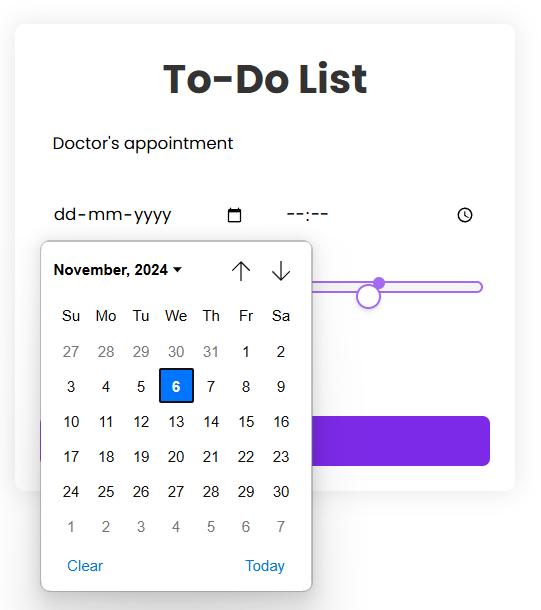 To-Do List
Doctor's appointment
dd-mm-yyyy --:--
November, 2024
Su Mo Tu We Th Fr Sa
27 28 29 30 31 1 2
3 4 5 6 7 8 9
10 11 12 13 14 15 16
17 18 19 20 21 22 23
24 25 26 27 28 29 30
1 2 3 4 5 6 7
Clear Today